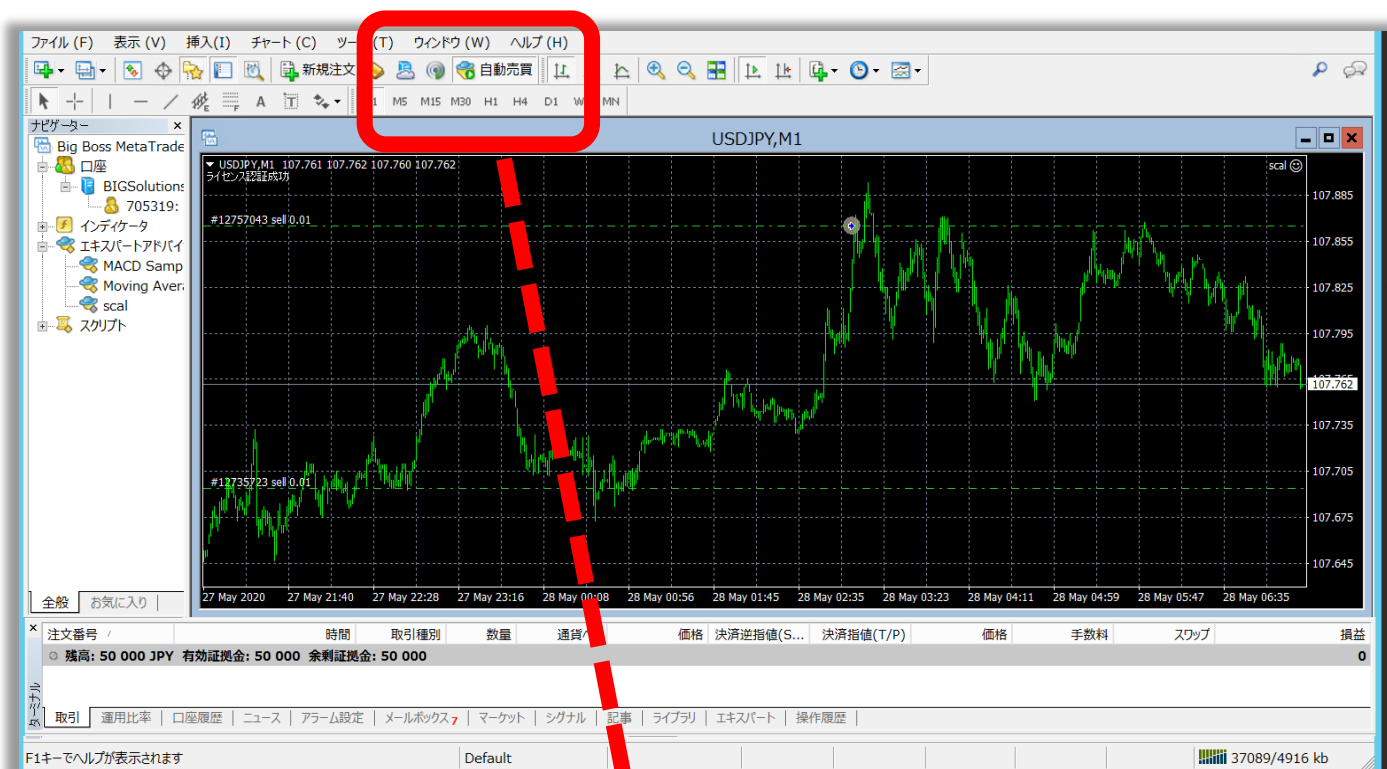 ファイル (F) 表示 (V) 挿入(I) チャート (C) (T) ウィンドウ (W) ヘルプ (H)
新規注文 自動売買
A T M5 M15 M30 H1 H4 D1 MN
ナビゲーター
Big Boss MetaTrade
口座
BIGSolutions
705319:
インディケータ
エキスパートアドバイ
MACD Samp
Moving Aver
scal
スクリプト
全般 お気に入り
USDJPY,M1
USDJPY,M1 107.761 107.762 107.760 107.762
ライセンス認証成功
scal
#12757043 sell 0.01
#12735723 sell 0.01
107.885
107.855
107.825
107.795
107.762
107.735
107.705
107.675
107.645
27 May 2020 27 May 21:40 27 May 22:28 27 May 23:16 28 May 00:08 28 May 00:56 28 May 01:45 28 May 02:35 28 May 03:23 28 May 04:11 28 May 04:59 28 May 05:47 28 May 06:35
注文番号 時間 取引種別 数量 価格 決済逆指値(S... 決済指値(T/P) 価格 手数料 スワップ 損益
残高: 50 000 JPY 有効証拠金: 50 000 余剰証拠金: 50 000 0
ターミナル
取引 運用比率 口座履歴 ニュース アラーム設定 メールボックス 7 マーケット シグナル 記事 ライブラリ エキスパート 操作履歴
F1キーでヘルプが表示されます Default 37089/4916 kb